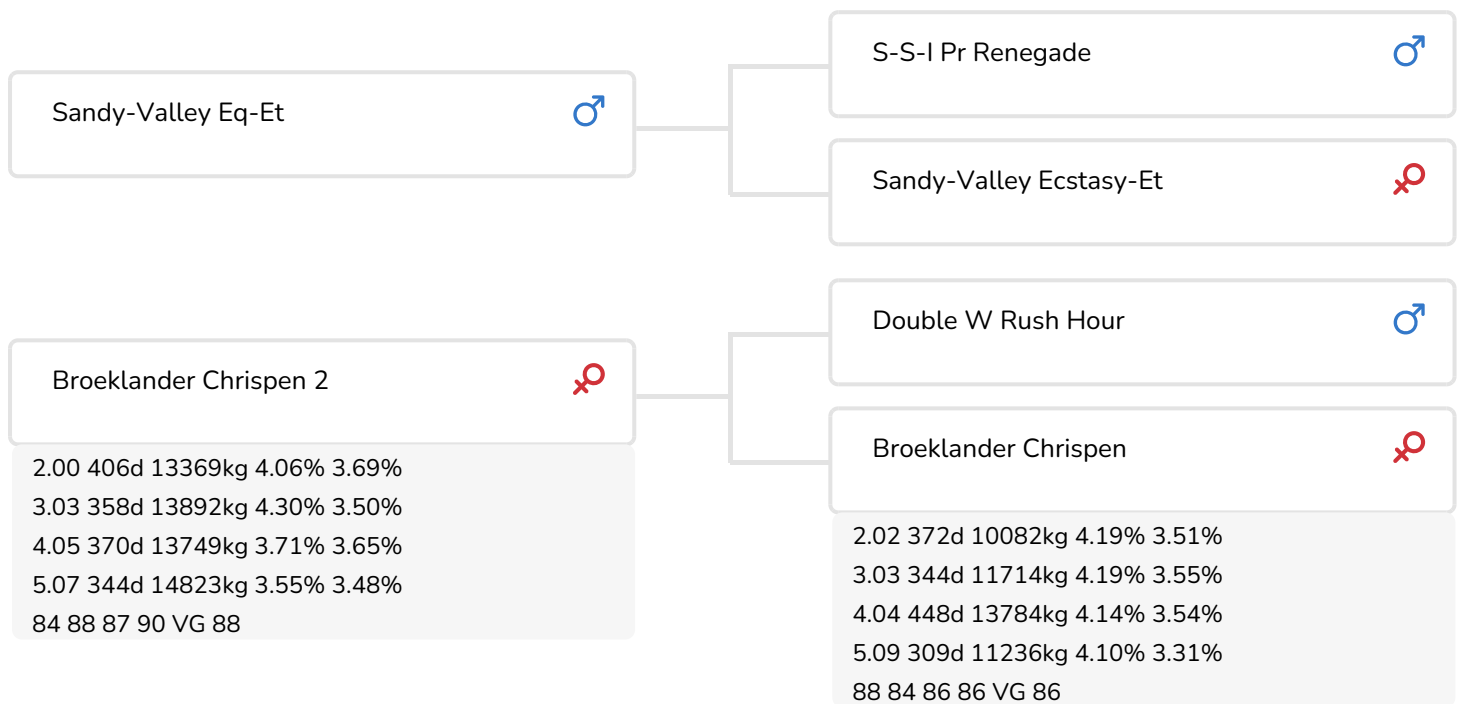 S-S-I Pr Renegade
Sandy-Valley Eq-Et
Sandy-Valley Ecstasy-Et
Double W Rush Hour
Broeklander Chrispen 2
2.00 406d 13369kg 4.06% 3.69%
3.03 358d 13892kg 4.30% 3.50%
4.05 370d 13749kg 3.71% 3.65%
5.07 344d 14823kg 3.55% 3.48%
84 88 87 90 VG 88
Broeklander Chrispen
2.02 372d 10082kg 4.19% 3.51%
3.03 344d 11714kg 4.19% 3.55%
4.04 448d 13784kg 4.14% 3.54%
5.09 309d 11236kg 4.10% 3.31%
88 84 86 86 VG 86